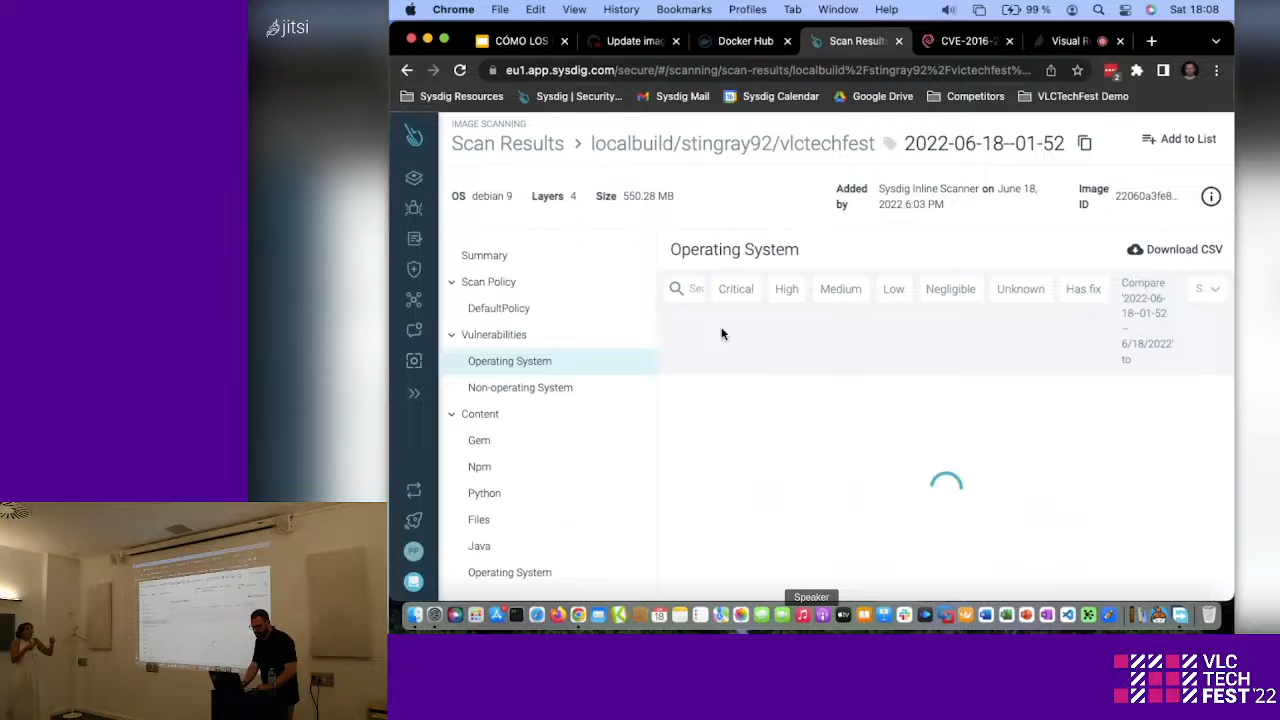 jitsi
Chrome File Edit View History Bookmarks Profiles Tab Window Help 99 % Sat 18:08
CÓMO LOS Update imag Docker Hub Scan Results CVE-2016-2 Visual R
eu1.app.sysdig.com/secure/#/scanning/scan-results/localbuild%2Fstingray92%2Fvlctechfest%...
2
Sysdig Resources Sysdig | Security... Sysdig Mail Sysdig Calendar Google Drive Competitors VLCTechFest Demo
IMAGE SCANNING
Scan Results > localbuild/stingray92/vlctechfest 2022-06-18--01-52 Add to List
OS debian 9 Layers 4 Size 550.28 MB
Added by Sysdig Inline Scanner on June 18, 2022 6:03 PM
Image ID 22060a3fe8...
Summary
Scan Policy
DefaultPolicy
Vulnerabilities
Operating System
Non-operating System
Content
Gem
Npm
Python
Files
Java
Operating System
PP
Operating System Download CSV
Critical High Medium Low Negligible Unknown Has fix
Compare
'2022-06-
18--01-52
–
6/18/2022'
to
S
Speaker
18
VLC
TECH
FEST'22